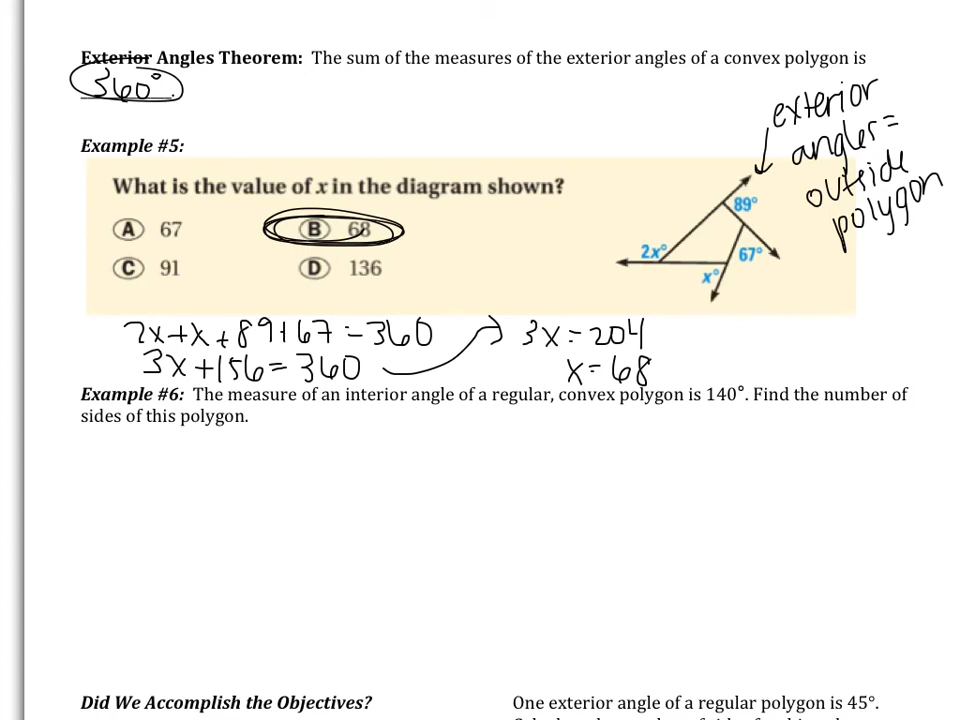 Exterior Angles Theorem: The sum of the measures of the exterior angles of a convex polygon is
360°.
exterior
angles =
outside
polygon
Example #5:
What is the value of x in the diagram shown?
A 67
B 68
C 91
D 136
89°
2x°
67°
x°
2x+x+89+67=360
3x+156=360
3x=204
x=68
Example #6: The measure of an interior angle of a regular, convex polygon is 140°. Find the number of
sides of this polygon.
Did We Accomplish the Objectives?
One exterior angle of a regular polygon is 45°.